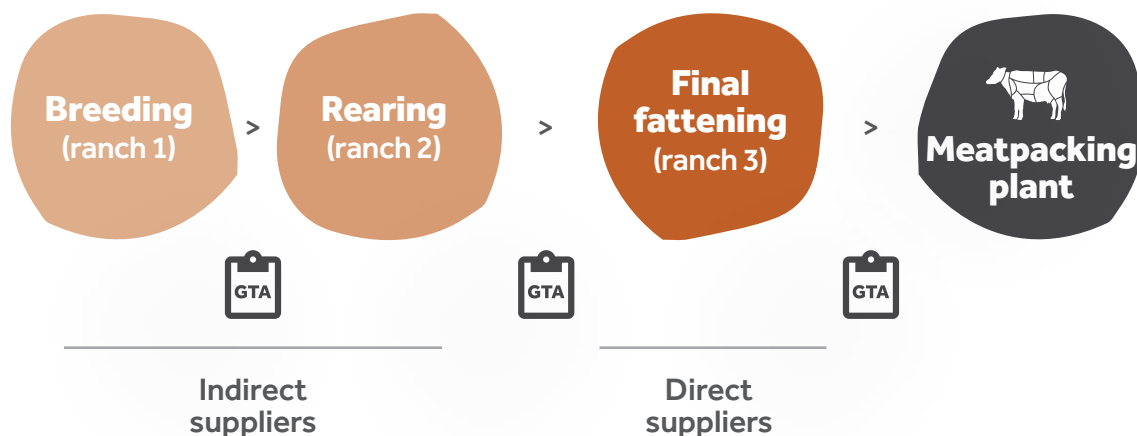 Breeding
(ranch 1)
>
Rearing
(ranch 2)
>
Final
fattening
(ranch 3)
>
Meatpacking
plant
GTA
GTA
GTA
Indirect
suppliers
Direct
suppliers